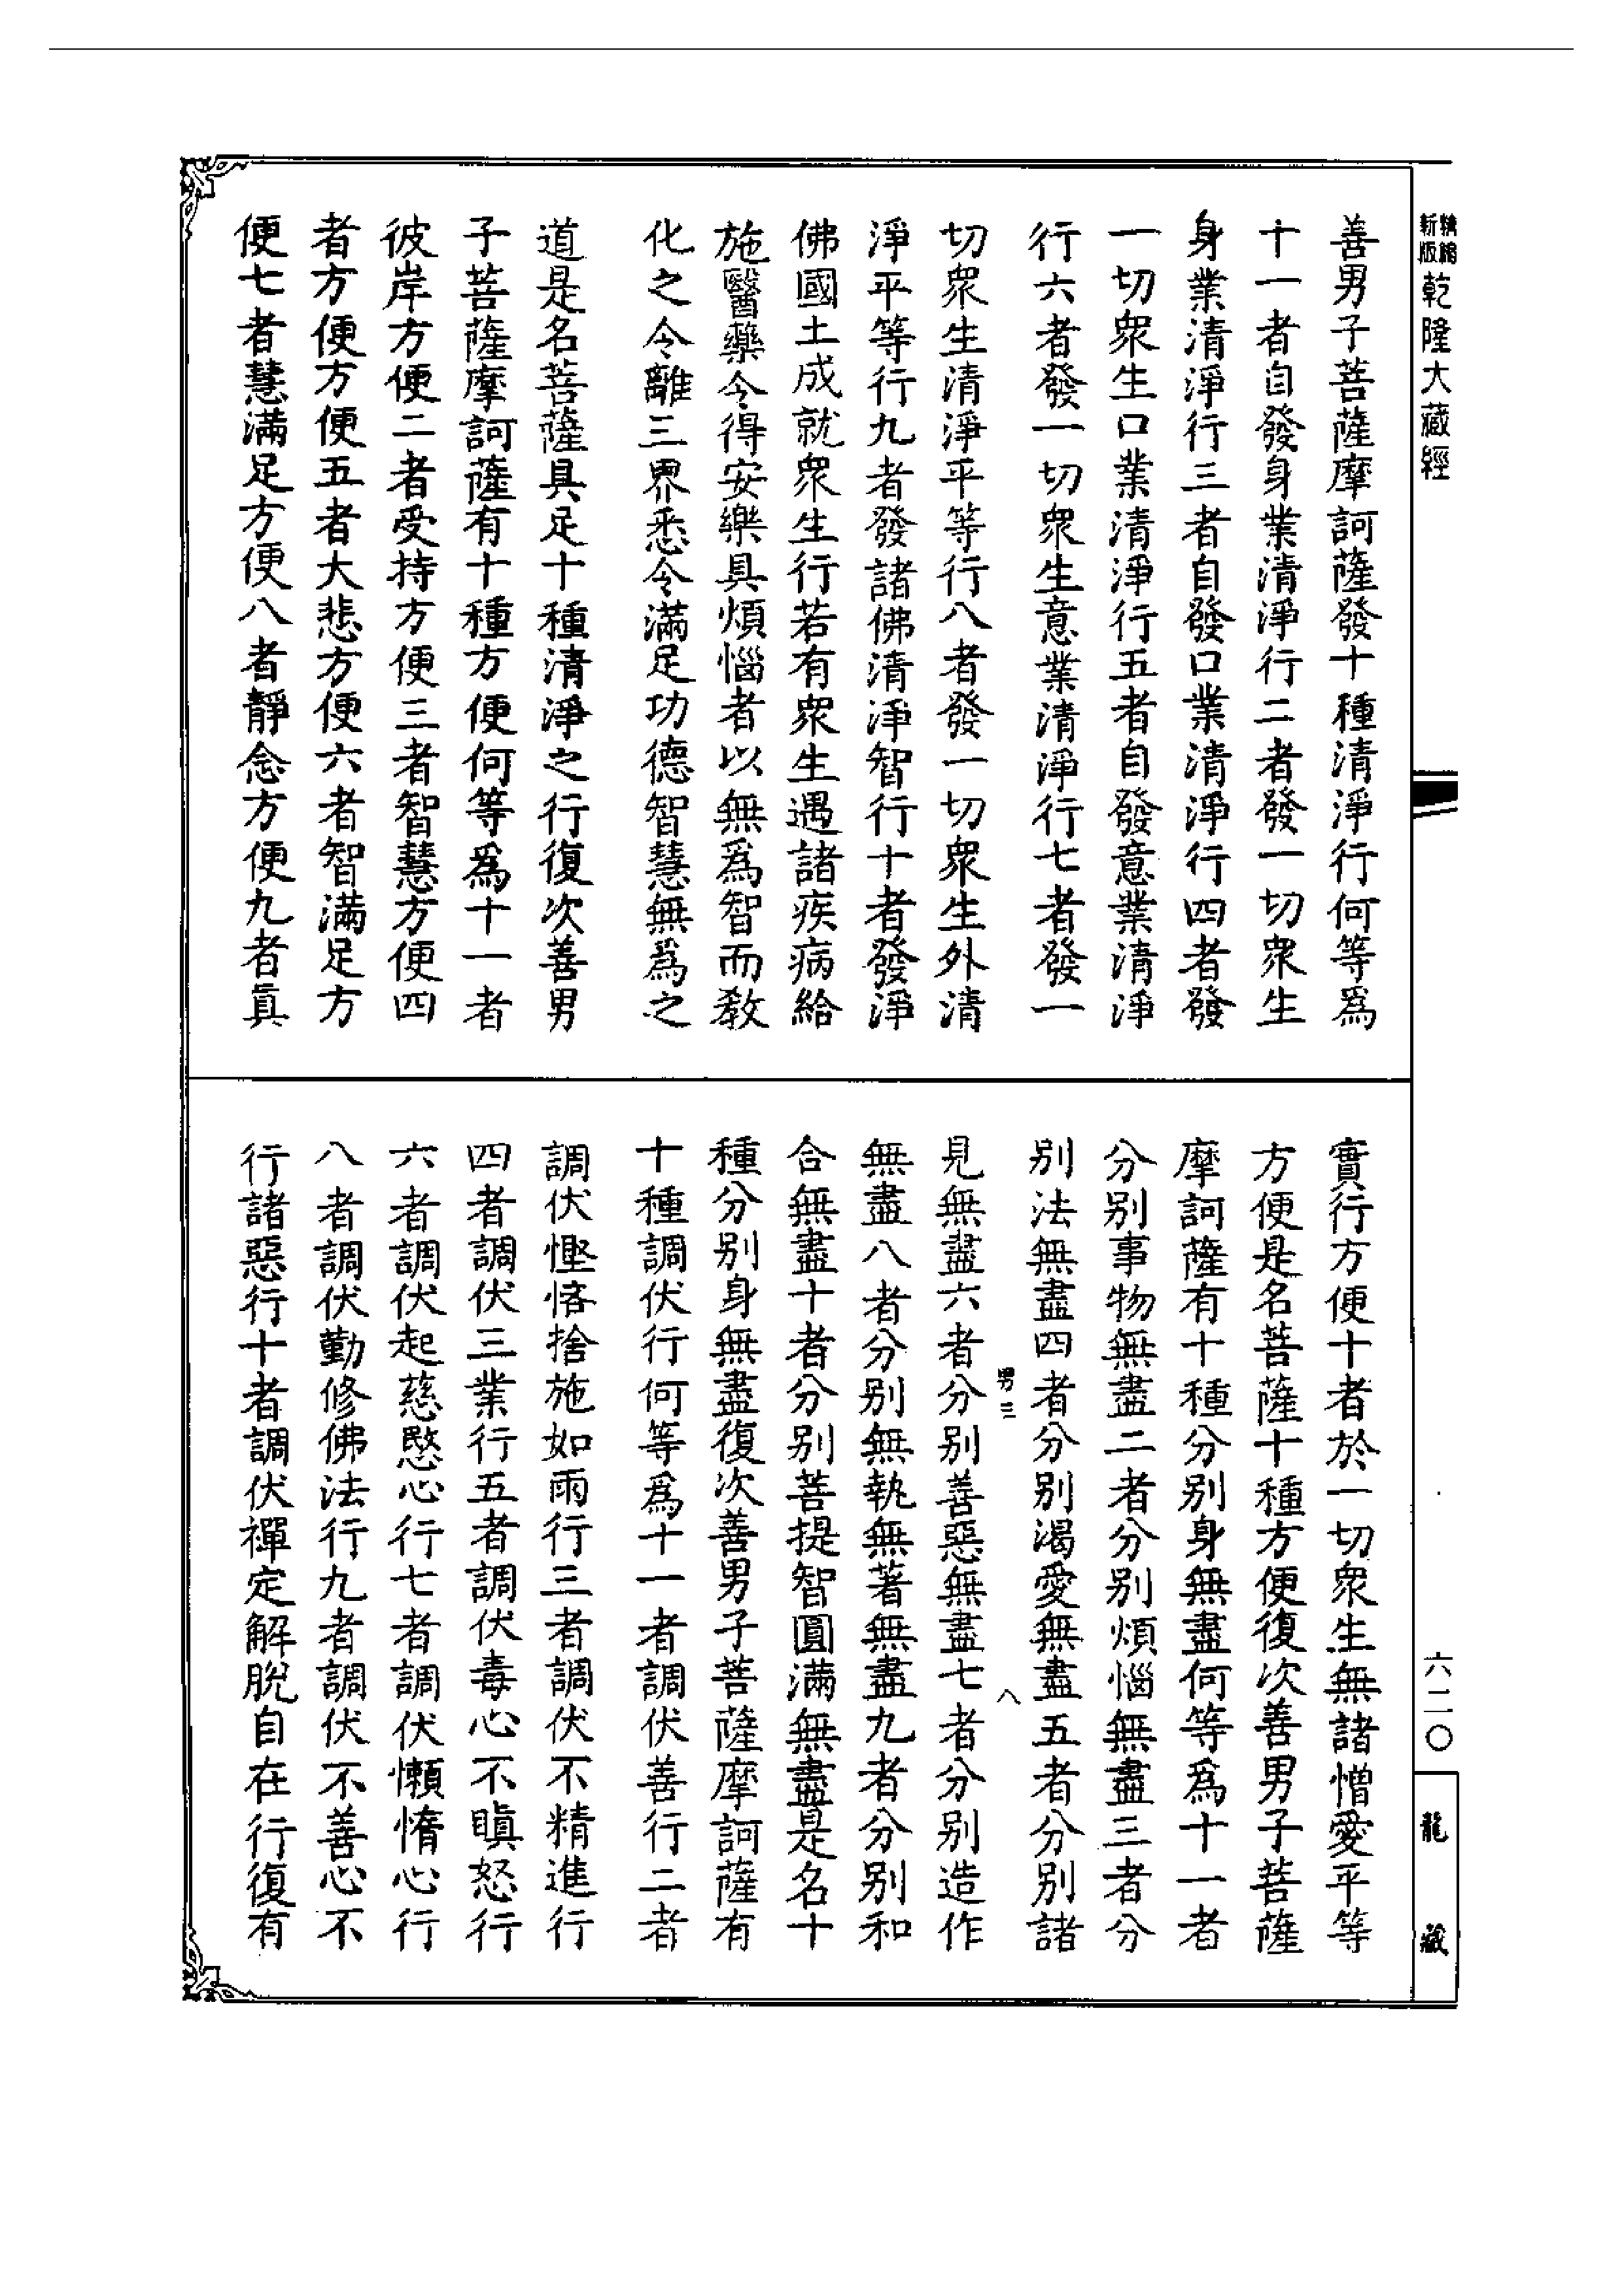 新版
精縮
乾隆大藏經
六二〇
龍藏
善男子菩薩摩訶薩發十種清淨行何等爲
十一者自發身業清淨行二者發一切衆生
身業清淨行三者自發口業清淨行四者發
一切衆生口業清淨行五者自發意業清淨
行六者發一切衆生意業清淨行七者發一
切衆生清淨平等行八者發一切衆生外清
淨平等行九者發諸佛清淨智行十者發淨
佛國土成就衆生行若有衆生遇諸疾病給
施醫藥令得安樂具煩惱者以無爲智而教
化之令離三界悉令滿足功德智慧無爲之
道是名菩薩具足十種清淨之行復次善男
子菩薩摩訶薩有十種方便何等爲十一者
彼岸方便二者受持方便三者智慧方便四
者方便方便五者大悲方便六者智滿足方
便七者慧滿足方便八者靜念方便九者真
實行方便十者於一切衆生無諸憎愛平等
方便是名菩薩十種方便復次善男子菩薩
摩訶薩有十種分別身無盡何等爲十一者
分別事物無盡二者分別煩惱無盡三者分
別法無盡四者分別渴愛無盡五者分別諸
男三
八
見無盡六者分別善惡無盡七者分別造作
無盡八者分別無執無著無盡九者分別和
合無盡十者分別菩提智圓滿無盡是名十
種分別身無盡復次善男子菩薩摩訶薩有
十種調伏行何等爲十一者調伏善行二者
調伏慳悋捨施如雨行三者調伏不精進行
四者調伏三業行五者調伏毒心不瞋怒行
六者調伏起慈愍心行七者調伏懶惰心行
八者調伏勤修佛法行九者調伏不善心不
行諸惡行十者調伏禪定解脫自在行復有